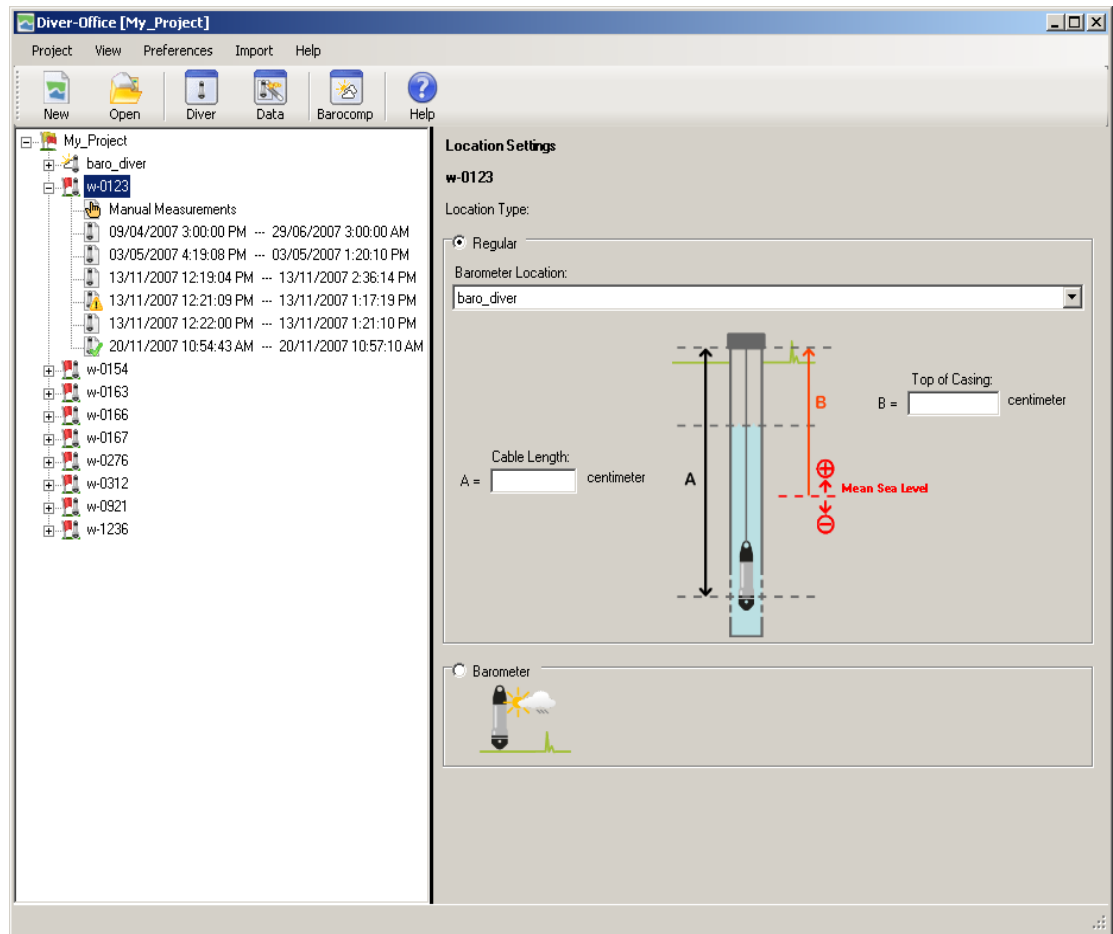 Diver-Office [My_Project]
Project View Preferences Import Help
New Open Diver Data Barocomp Help
My_Project
baro_diver
w-0123
Manual Measurements
09/04/2007 3:00:00 PM --- 29/06/2007 3:00:00 AM
03/05/2007 4:19:08 PM --- 03/05/2007 1:20:10 PM
13/11/2007 12:19:04 PM --- 13/11/2007 2:36:14 PM
13/11/2007 12:21:09 PM --- 13/11/2007 1:17:19 PM
13/11/2007 12:22:00 PM --- 13/11/2007 1:21:10 PM
20/11/2007 10:54:43 AM --- 20/11/2007 10:57:10 AM
w-0154
w-0163
w-0166
w-0167
w-0276
w-0312
w-0921
w-1236
Location Settings
w-0123
Location Type:
Regular
Barometer Location:
baro_diver
Top of Casing:
B = centimeter
B
Cable Length:
A = centimeter
A
Mean Sea Level
Barometer